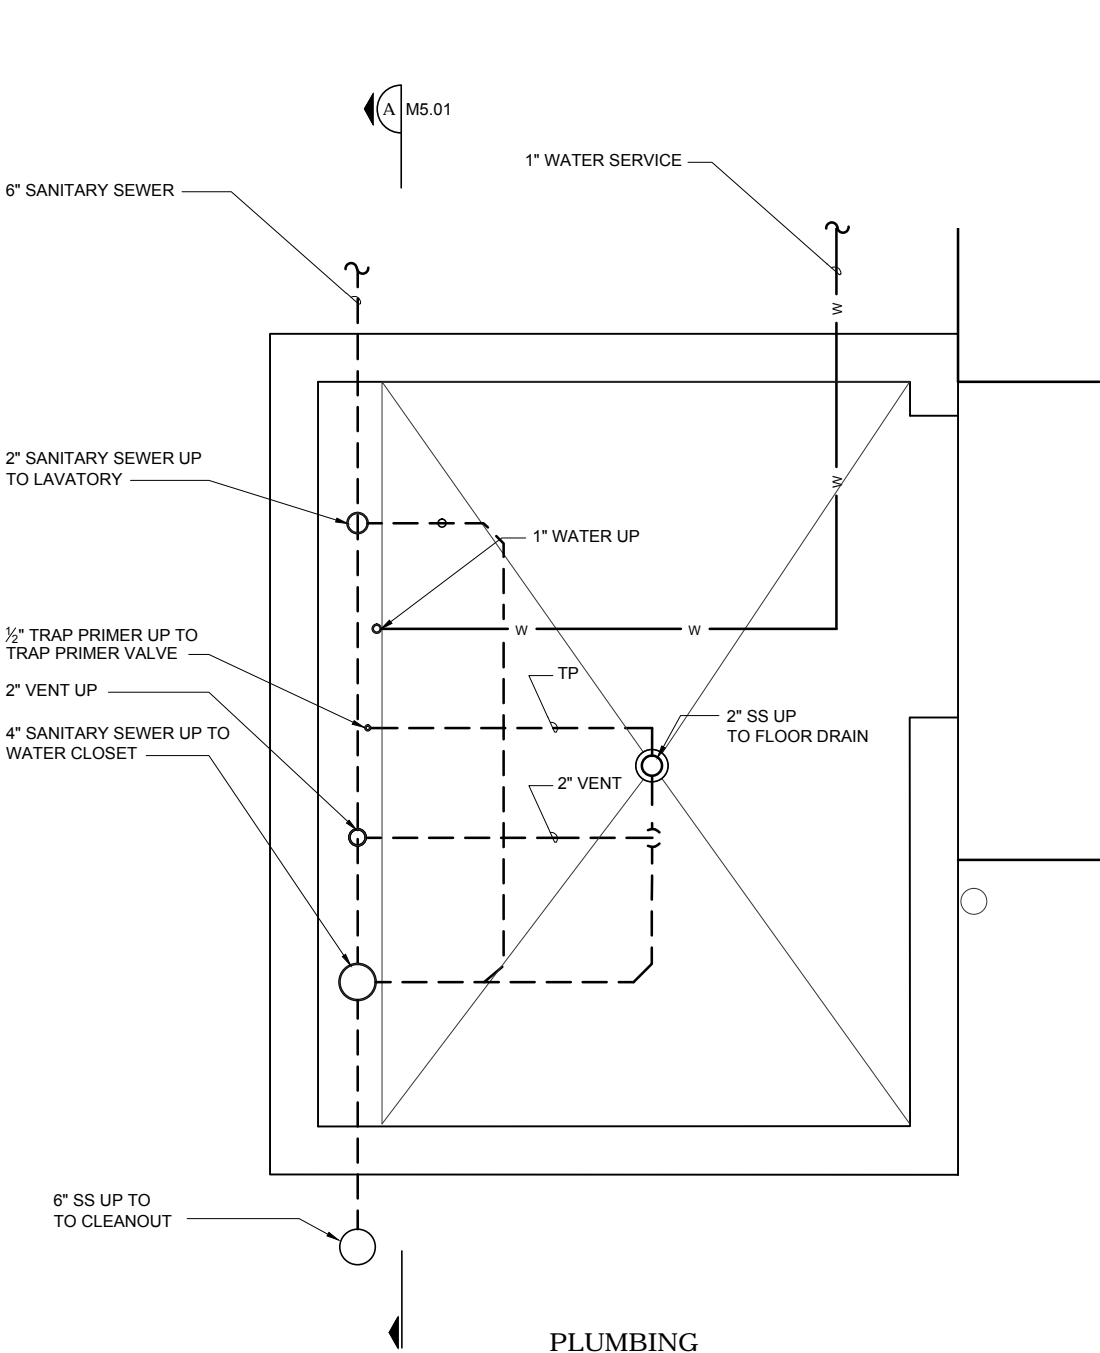 A M5.01
1" WATER SERVICE
6" SANITARY SEWER
W
2" SANITARY SEWER UP
TO LAVATORY
W
1" WATER UP
W W
½" TRAP PRIMER UP TO
TRAP PRIMER VALVE
TP
2" VENT UP
2" SS UP
TO FLOOR DRAIN
4" SANITARY SEWER UP TO
WATER CLOSET
2" VENT
6" SS UP TO
TO CLEANOUT
PLUMBING